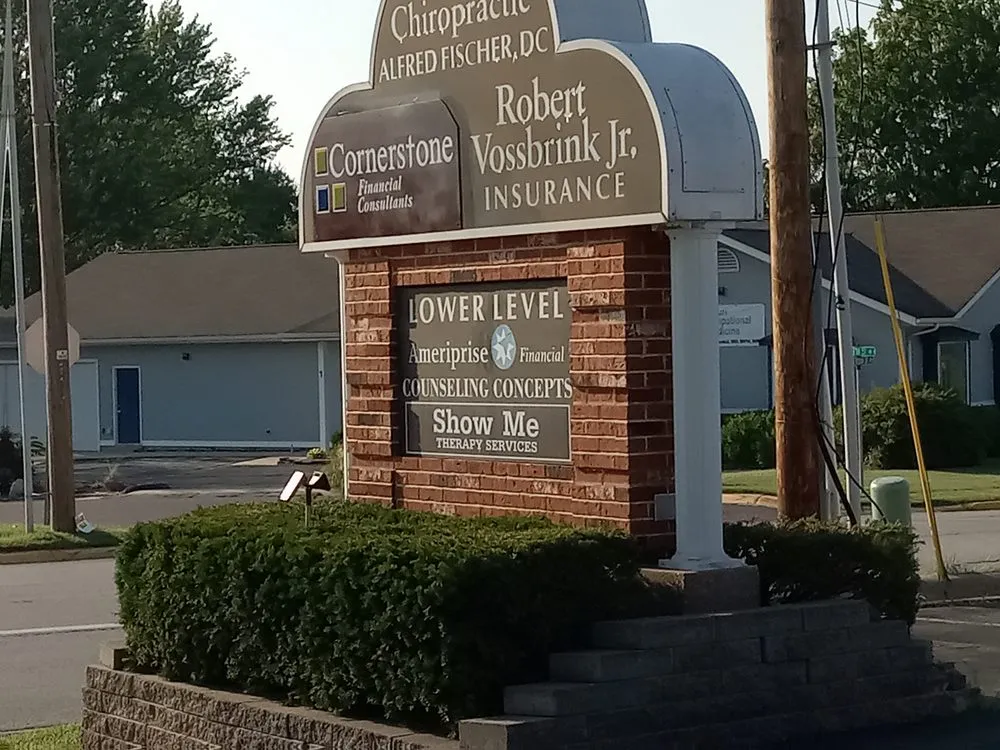 Chiropractic
ALFRED FISCHER, DC
Robert
Vossbrink Jr,
INSURANCE
Cornerstone
Financial
Consultants
LOWER LEVEL
Ameriprise Financial
COUNSELING CONCEPTS
Show Me
THERAPY SERVICES